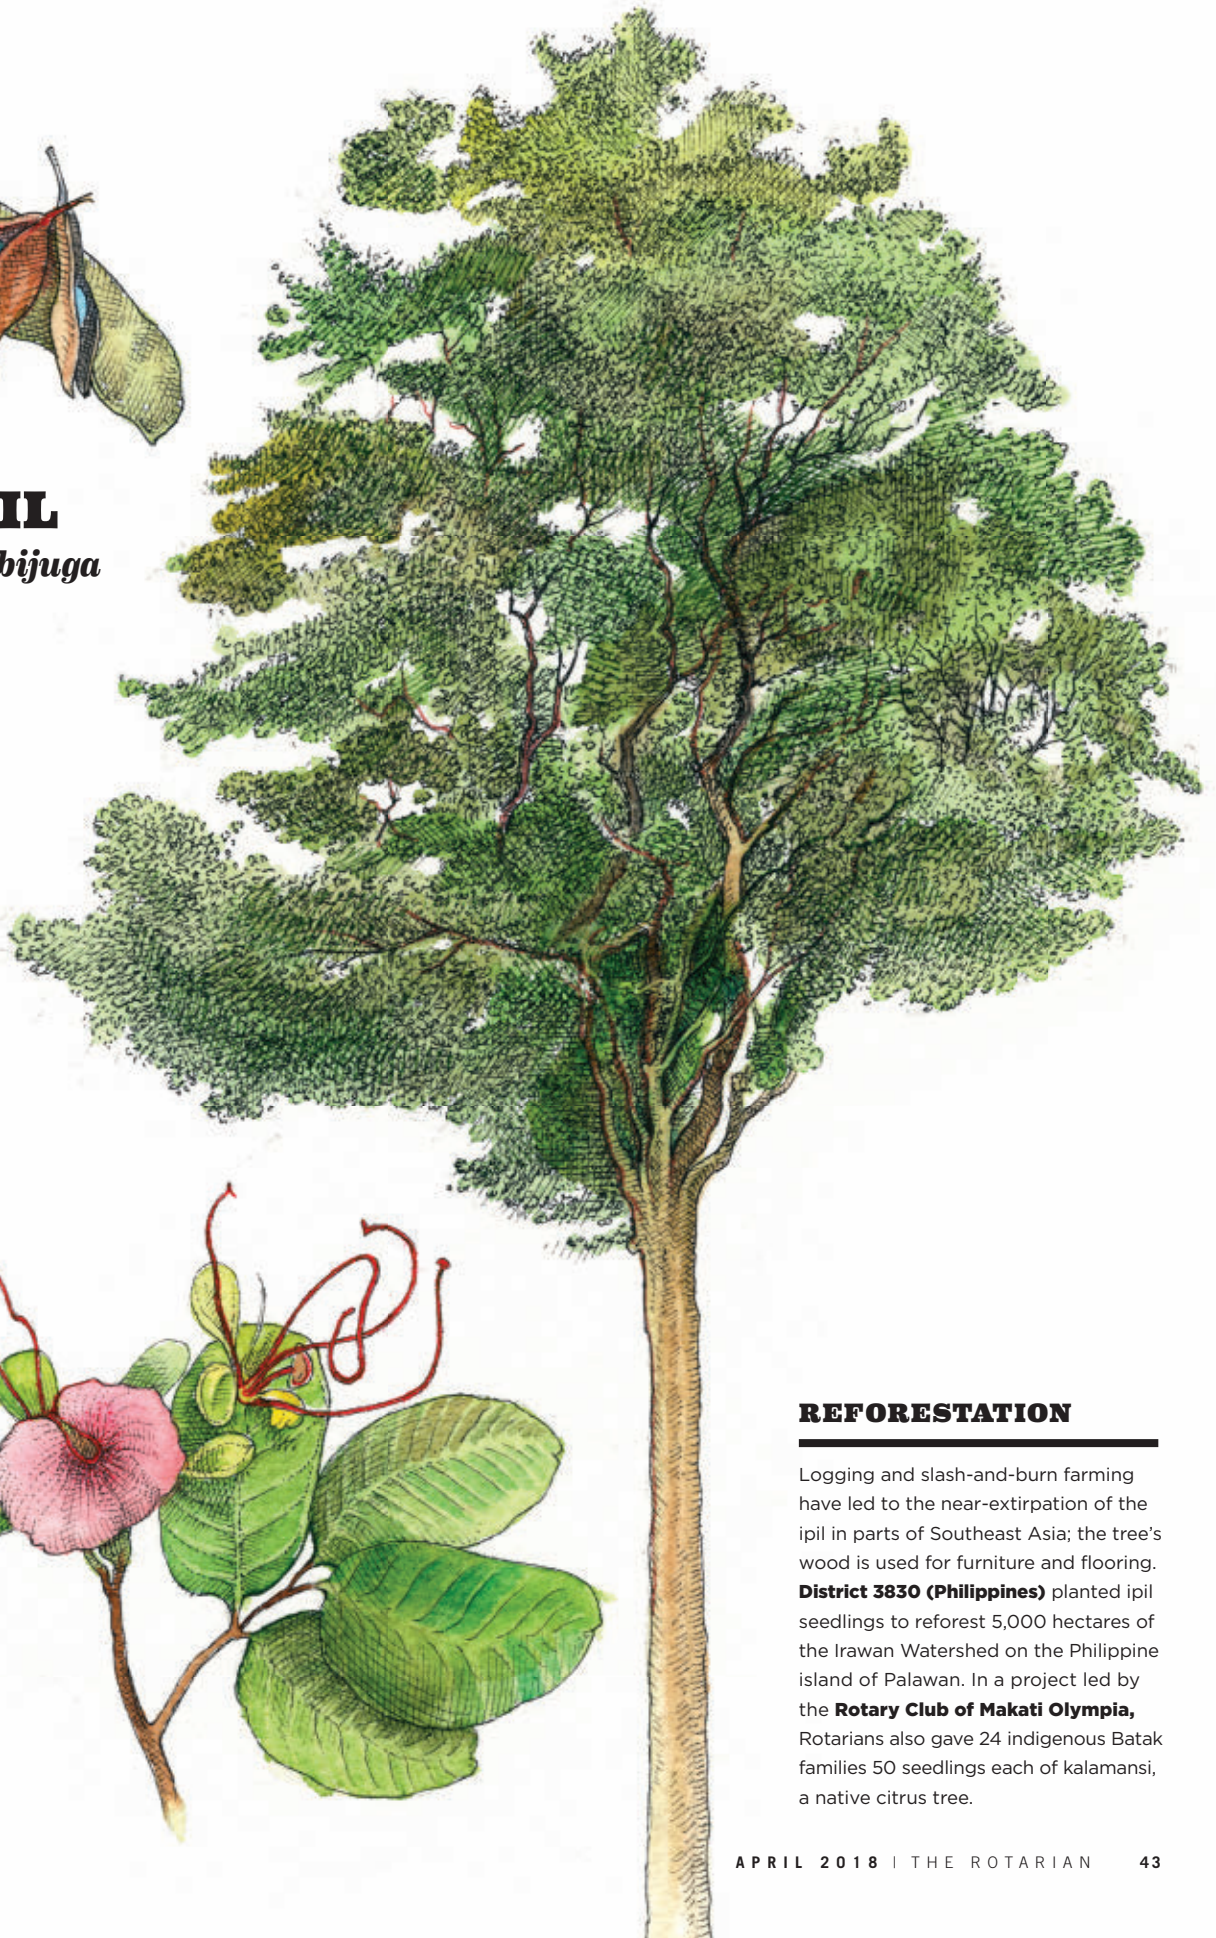 IL
bijuga
REFORESTATION
Logging and slash-and-burn farming
have led to the near-extirpation of the
ipil in parts of Southeast Asia; the tree’s
wood is used for furniture and flooring.
District 3830 (Philippines) planted ipil
seedlings to reforest 5,000 hectares of
the Irawan Watershed on the Philippine
island of Palawan. In a project led by
the Rotary Club of Makati Olympia,
Rotarians also gave 24 indigenous Batak
families 50 seedlings each of kalamansi,
a native citrus tree.
APRIL 2018 | THE ROTARIAN 43